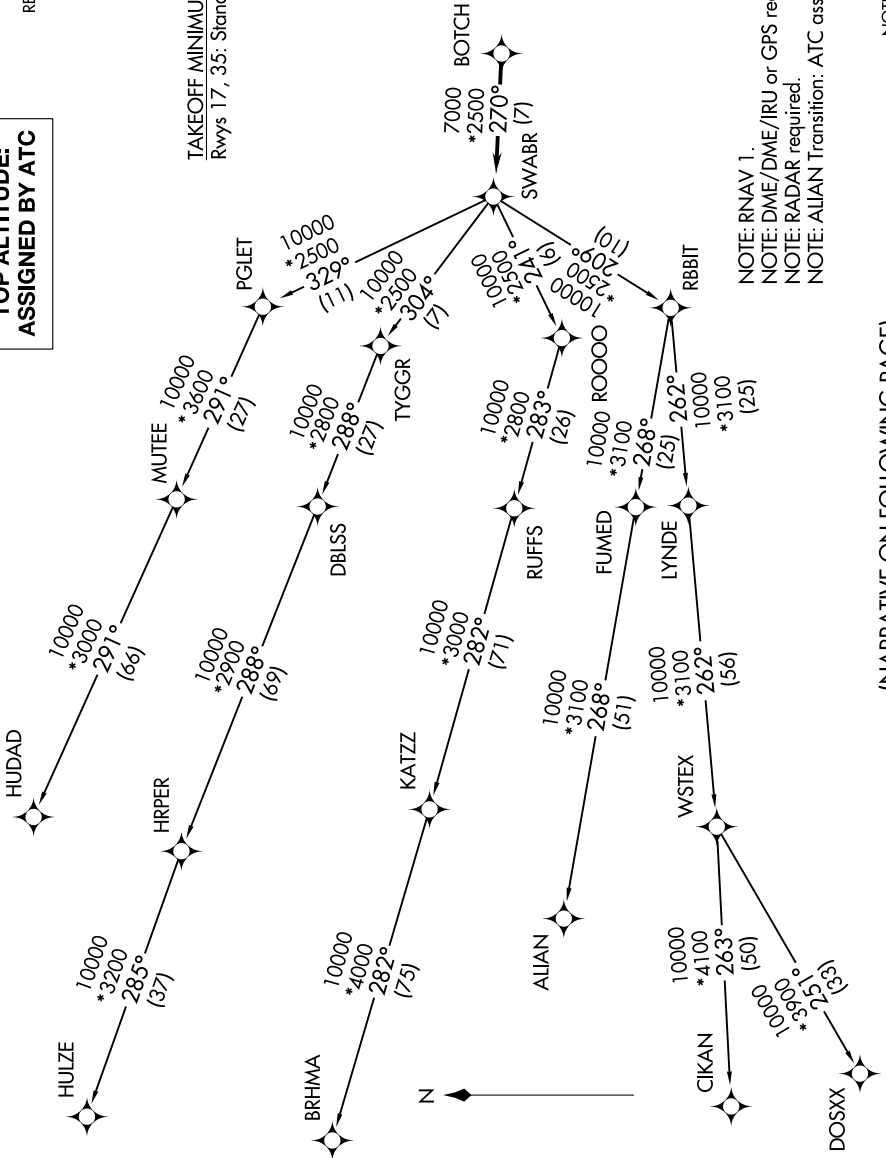 TOP ALTITUDE:
ASSIGNED BY ATC
TAKEOFF MINIMU
Rwys 17, 35: Stand
BOTCH
7000
*2500
270°
(7)
SWABR
10000
*2500
329°
(11)
PGLET
10000
*3600
291°
(27)
MUTEE
10000
*3000
291°
(66)
HUDAD
10000
*2500
304°
(7)
TYGGR
10000
*2800
288°
(27)
DBLSS
10000
*2900
288°
(69)
HRPER
10000
*3200
285°
(37)
HULZE
10000
*2500
241°
(9)
ROOOO
10000
*2800
283°
(26)
RUFFS
10000
*3000
282°
(71)
KATZZ
10000
*4000
282°
(75)
BRHMA
10000
*2500
209°
(10)
RBBIT
10000
*3100
268°
(25)
FUMED
10000
*3100
268°
(51)
ALIAN
262°
10000
*3100
(25)
LYNDE
10000
*3100
262°
(56)
WSTEX
10000
*4100
263°
(50)
CIKAN
10000
*3900
251°
(33)
DOSXX
N
NOTE: RNAV 1.
NOTE: DME/DME/IRU or GPS req
NOTE: RADAR required.
NOTE: ALIAN Transition: ATC ass
(NARRATIVE ON FOLLOWING PAGE)